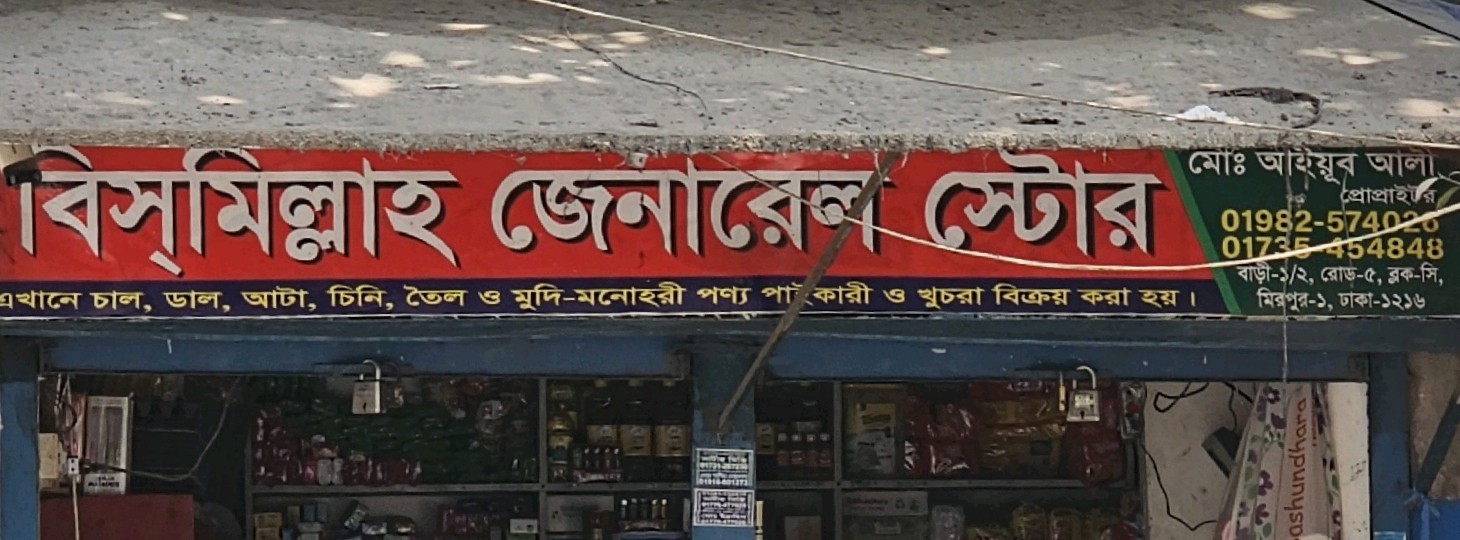 বিস্‌মিল্লাহ জেনারেল স্টোর
এখানে চাল, ডাল, আটা, চিনি, তৈল ও মুদি-মনোহরী পণ্য পাইকারী ও খুচরা বিক্রয় করা হয়।
মোঃ আইয়ূব আলী
প্রোপ্রাইটর
01982-574026
01735-454848
বাড়ী-১/২, রোড-৫, ব্লক-সি,
মিরপুর-১, ঢাকা-১২১৬
ashundhara